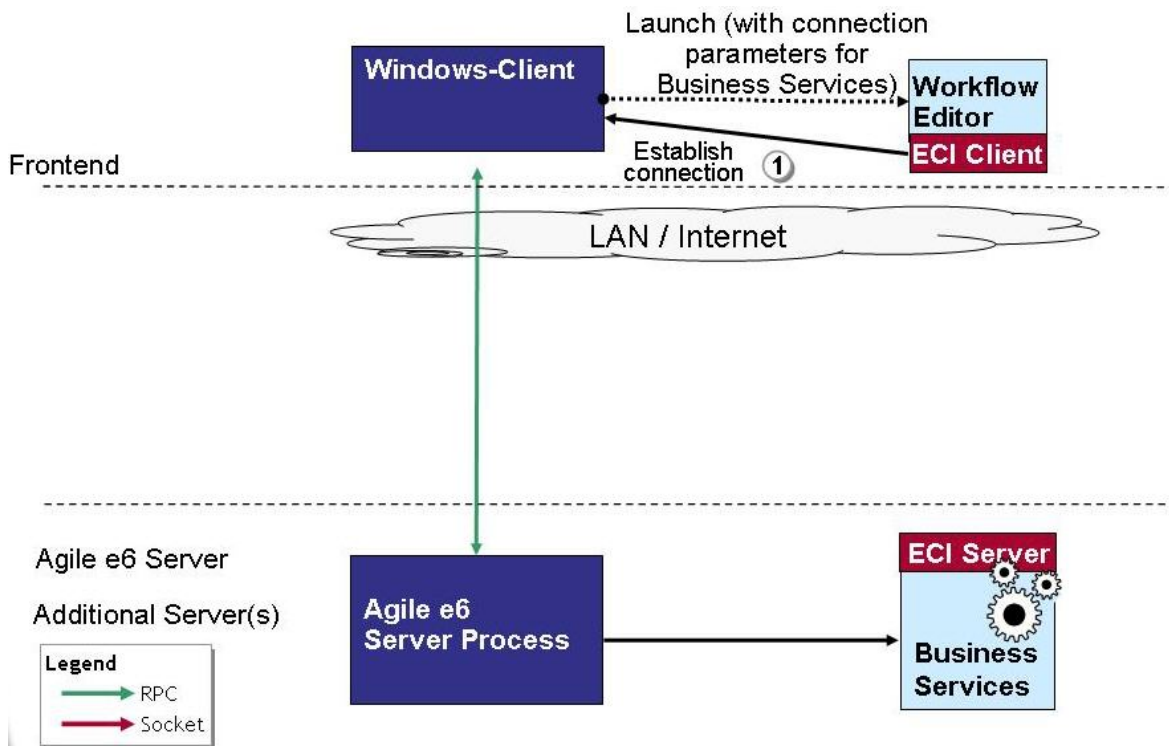 Launch (with connection
parameters for
Business Services)
Windows-Client
Workflow
Editor
ECI Client
Establish
connection
1
Frontend
LAN / Internet
Agile e6 Server
Additional Server(s)
Agile e6
Server Process
ECI Server
Business
Services
Legend
RPC
Socket